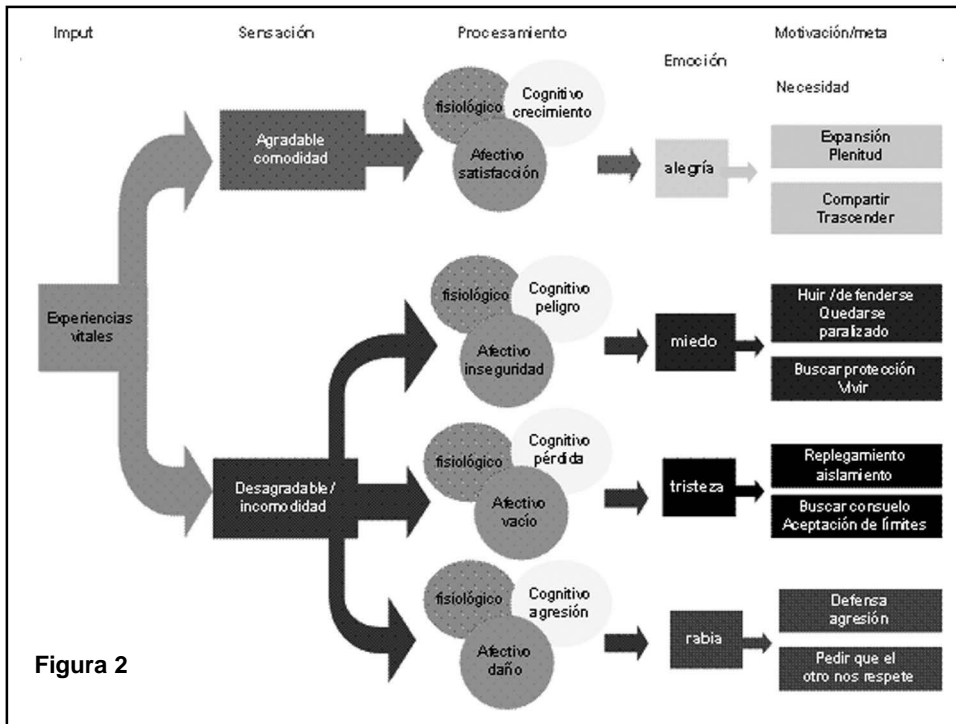 Imput
Sensación
Procesamiento
Emoción
Motivación/meta
Necesidad
Experiencias
vitales
Agradable
comodidad
fisiológico
Cognitivo
crecimiento
Afectivo
satisfacción
alegría
Expansión
Plenitud
Compartir
Trascender
Desagradable/
incomodidad
fisiológico
Cognitivo
peligro
Afectivo
inseguridad
miedo
Huir /defenderse
Quedarse
paralizado
Buscar protección
Vivir
fisiológico
Cognitivo
pérdida
Afectivo
vacío
tristeza
Replegamiento
aislamiento
Buscar consuelo
Aceptación de límites
fisiológico
Cognitivo
agresión
Afectivo
daño
rabia
Defensa
agresión
Pedir que el
otro nos respete
Figura 2